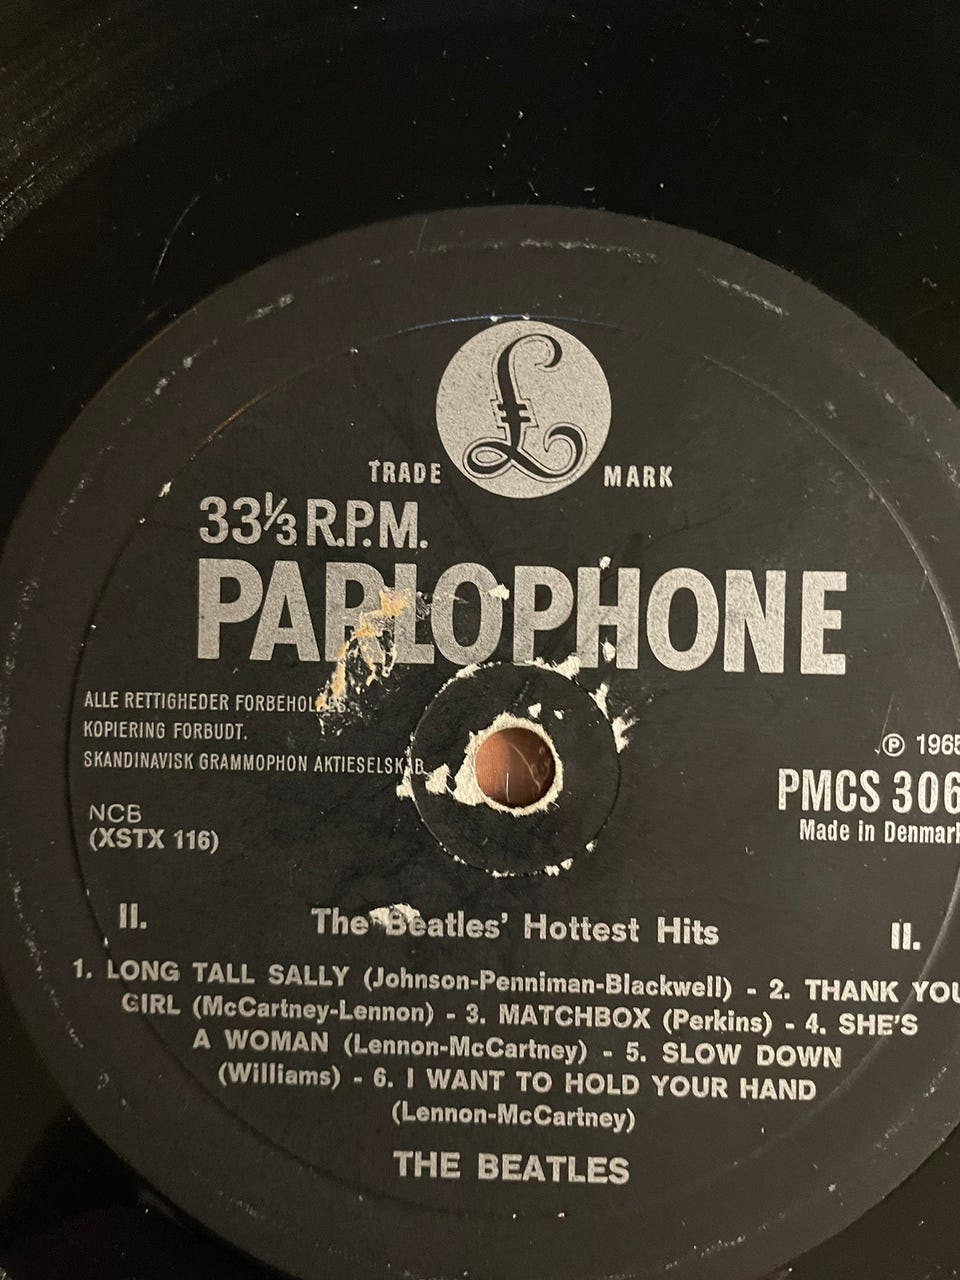 £
TRADE MARK
33⅓ R.P.M.
PARLOPHONE
ALLE RETTIGHEDER FORBEHOLDES.
KOPIERING FORBUDT.
SKANDINAVISK GRAMMOPHON AKTIESELSKAB
Ⓟ 1965
PMCS 306
Made in Denmark
NCB
(XSTX 116)
II. The Beatles' Hottest Hits II.
1. LONG TALL SALLY (Johnson-Penniman-Blackwell) - 2. THANK YOU
GIRL (McCartney-Lennon) - 3. MATCHBOX (Perkins) - 4. SHE'S
A WOMAN (Lennon-McCartney) - 5. SLOW DOWN
(Williams) - 6. I WANT TO HOLD YOUR HAND
(Lennon-McCartney)
THE BEATLES